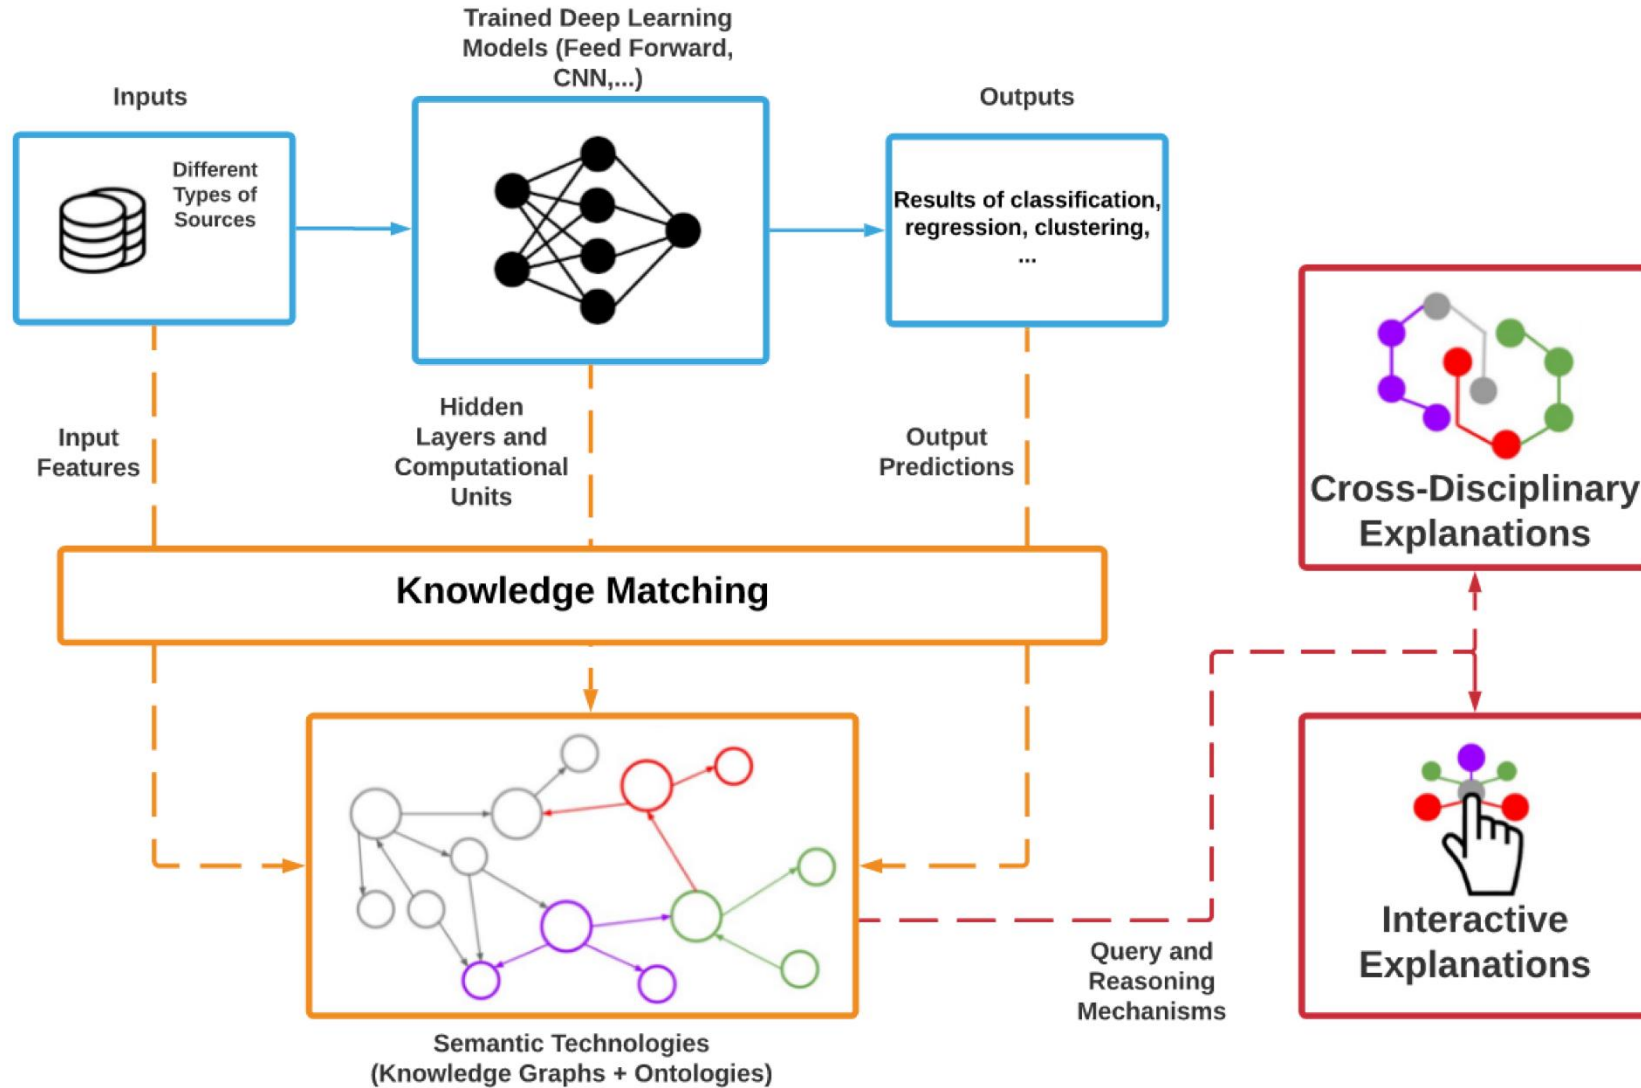 Trained Deep Learning
Models (Feed Forward,
CNN,...)
Inputs
Outputs
Different
Types of
Sources
Results of classification,
regression, clustering,
...
Input
Features
Hidden
Layers and
Computational
Units
Output
Predictions
Knowledge Matching
Cross-Disciplinary
Explanations
Interactive
Explanations
Query and
Reasoning
Mechanisms
Semantic Technologies
(Knowledge Graphs + Ontologies)